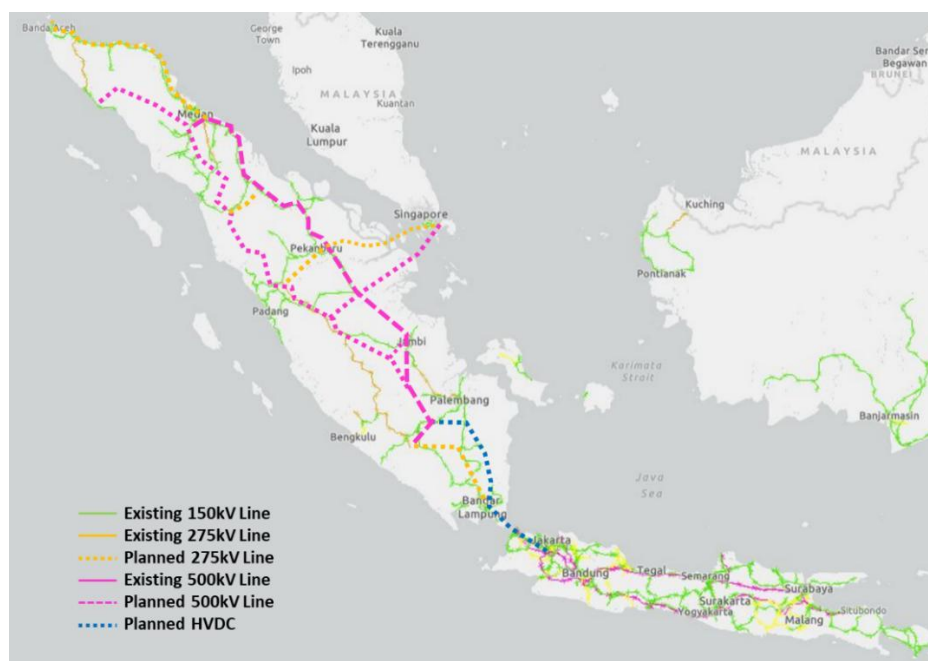 Banda Aceh
George
Town
Kuala
Terengganu
Ipoh
MALAYSIA
Kuantan
Kuala
Lumpur
Bandar Seri
Begawan
BRUNEI
MALAYSIA
Medan
Singapore
Kuching
Pekanbaru
Pontianak
Padang
Jambi
Karimata
Strait
Palembang
Banjarmasin
Bengkulu
Java
Sea
Bandar
Lampung
Jakarta
Bandung
Tegal
Semarang
Surabaya
Surakarta
Yogyakarta
Malang
Situbondo
Existing 150kV Line
Existing 275kV Line
Planned 275kV Line
Existing 500kV Line
Planned 500kV Line
Planned HVDC